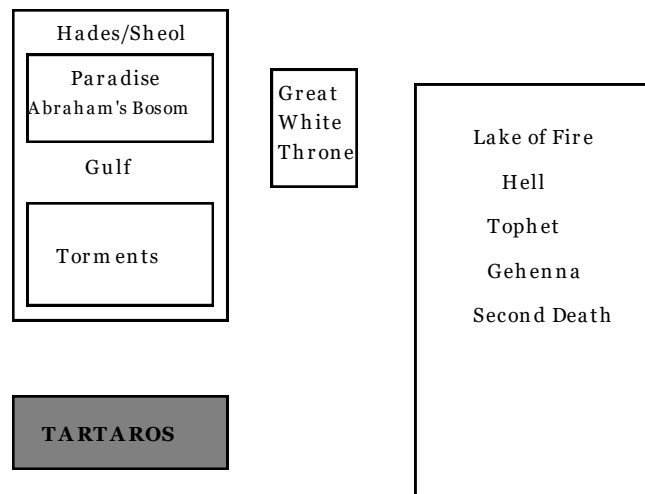 Hades/Sheol
Paradise
Abraham's Bosom
Gulf
Torments
TARTAROS
Great
White
Throne
Lake of Fire
Hell
Tophet
Gehenna
Second Death